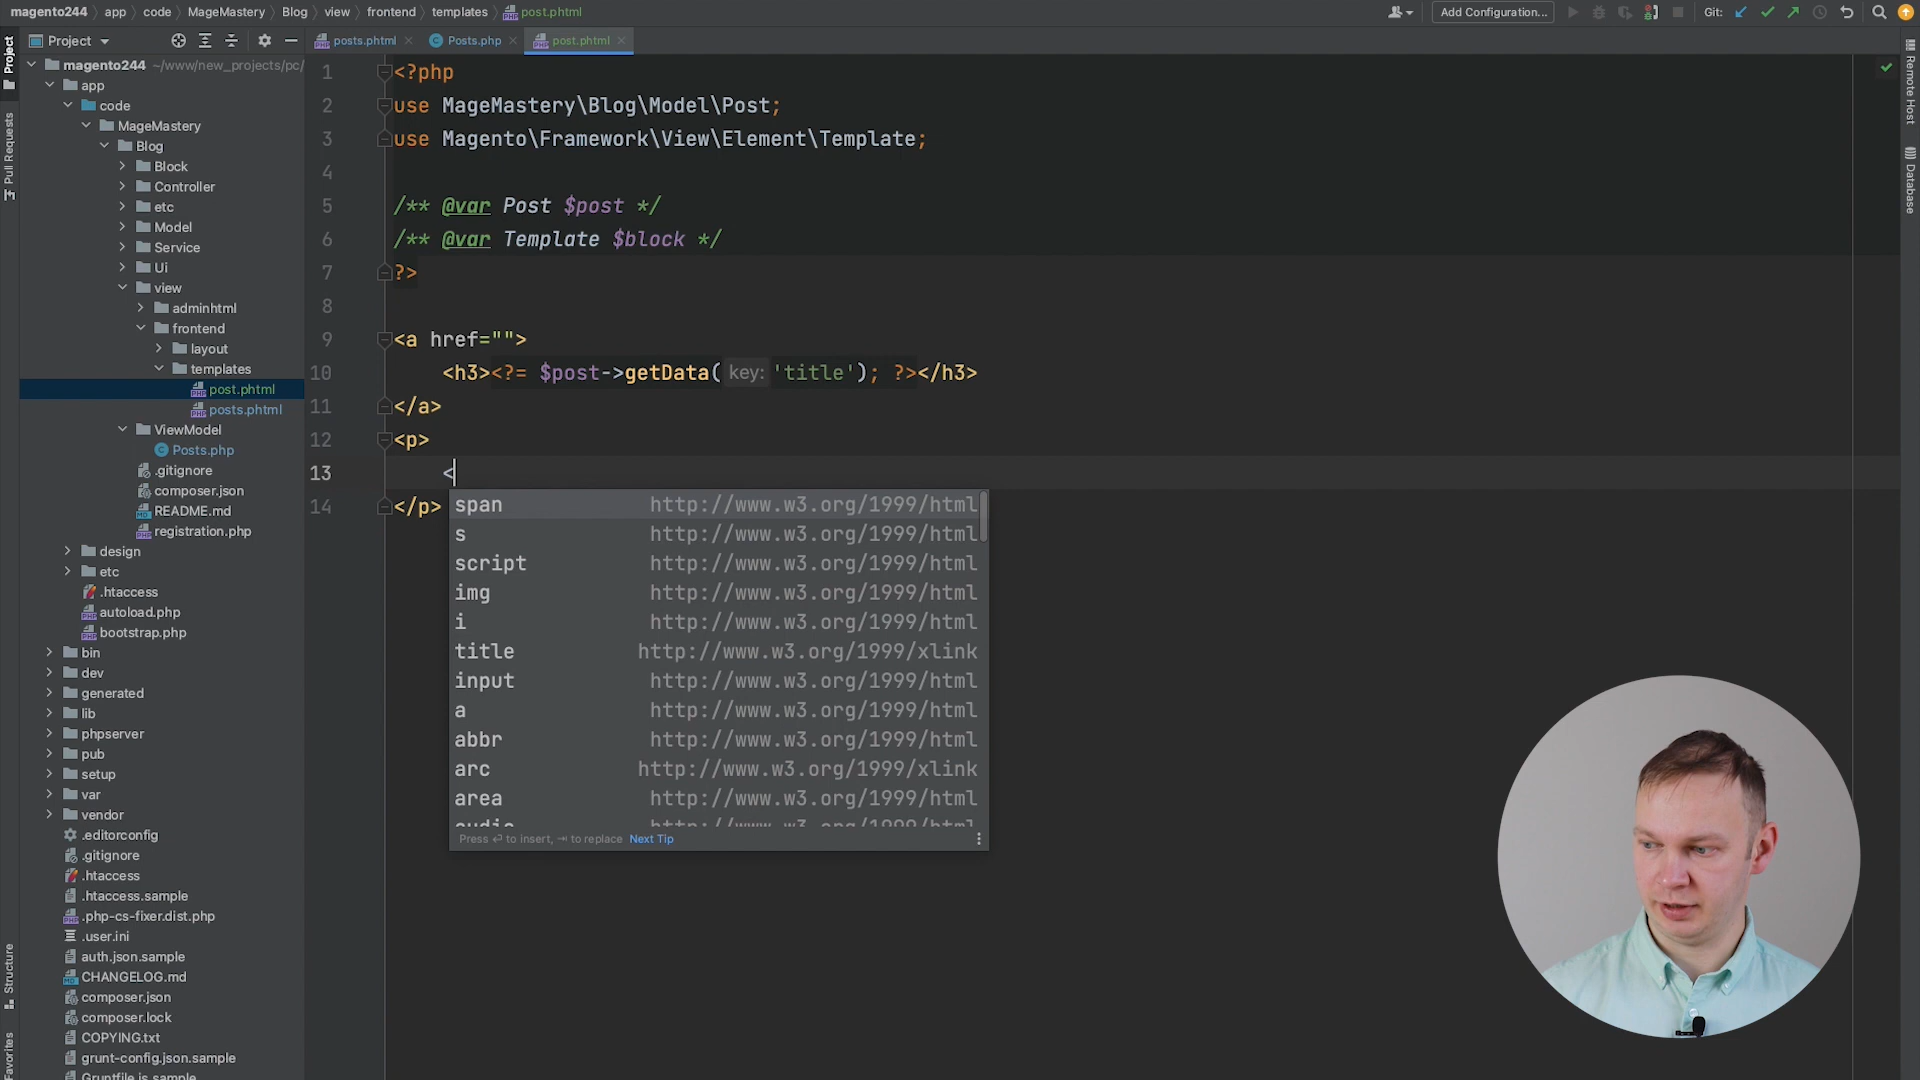 magento244 app code MageMastery Blog view frontend templates post.phtml
Add Configuration... Git:
Project
posts.phtml Posts.php post.phtml
Project
Pull Requests
Structure
Favorites
Remote Host
Database
magento244 ~/www/new_projects/pc/
app
code
MageMastery
Blog
Block
Controller
etc
Model
Service
Ui
view
adminhtml
frontend
layout
templates
post.phtml
posts.phtml
ViewModel
Posts.php
.gitignore
composer.json
README.md
registration.php
design
etc
.htaccess
autoload.php
bootstrap.php
bin
dev
generated
lib
phpserver
pub
setup
var
vendor
.editorconfig
.gitignore
.htaccess
.htaccess.sample
.php-cs-fixer.dist.php
.user.ini
auth.json.sample
CHANGELOG.md
composer.json
composer.lock
COPYING.txt
grunt-config.json.sample
Gruntfile.js.sample
1 <?php
2 use MageMastery\Blog\Model\Post;
3 use Magento\Framework\View\Element\Template;
4
5 /** @var Post $post */
6 /** @var Template $block */
7 ?>
8
9 <a href="">
10 <h3><?= $post->getData( key: 'title'); ?></h3>
11 </a>
12 <p>
13 <
14 </p>
span http://www.w3.org/1999/html
s http://www.w3.org/1999/html
script http://www.w3.org/1999/html
img http://www.w3.org/1999/html
i http://www.w3.org/1999/html
title http://www.w3.org/1999/xlink
input http://www.w3.org/1999/html
a http://www.w3.org/1999/html
abbr http://www.w3.org/1999/html
arc http://www.w3.org/1999/xlink
area http://www.w3.org/1999/html
audio http://www.w3.org/1999/html
Press ⏎ to insert, ⇥ to replace Next Tip